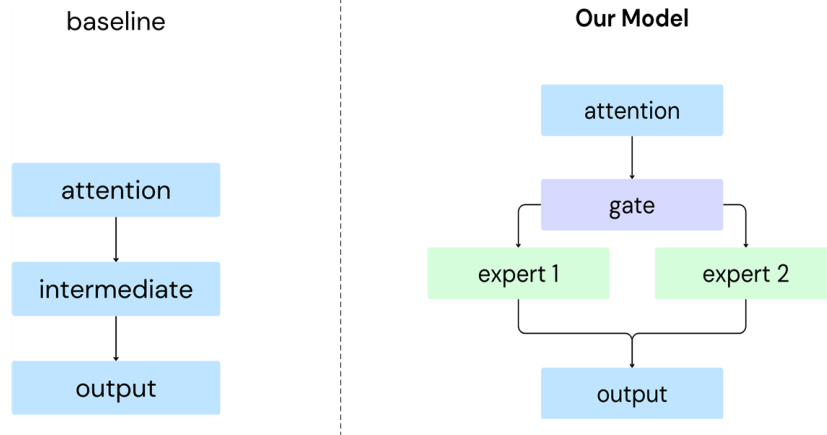 baseline
attention
intermediate
output
Our Model
attention
gate
expert 1
expert 2
output